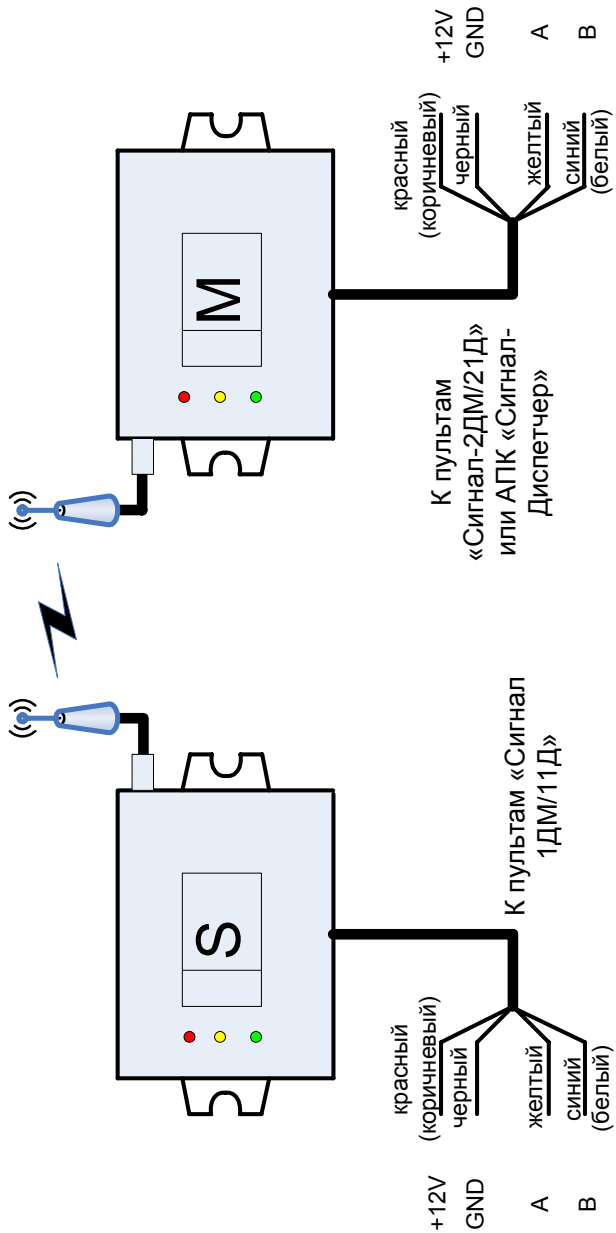 S
M
+12V
GND
A
B
красный
(коричневый)
черный
желтый
синий
(белый)
К пультам «Сигнал
1ДМ/11Д»
К пультам
«Сигнал-2ДМ/21Д»
или АПК «Сигнал-
Диспетчер»
красный
(коричневый)
черный
желтый
синий
(белый)
+12V
GND
A
B